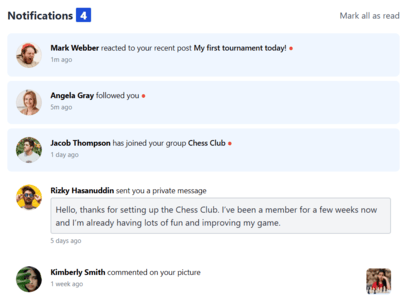 Notifications 4
Mark all as read
Mark Webber reacted to your recent post My first tournament today!
1m ago
Angela Gray followed you
5m ago
Jacob Thompson has joined your group Chess Club
1 day ago
Rizky Hasanuddin sent you a private message
Hello, thanks for setting up the Chess Club. I've been a member for a few weeks now
and I'm already having lots of fun and improving my game.
5 days ago
Kimberly Smith commented on your picture
1 week ago